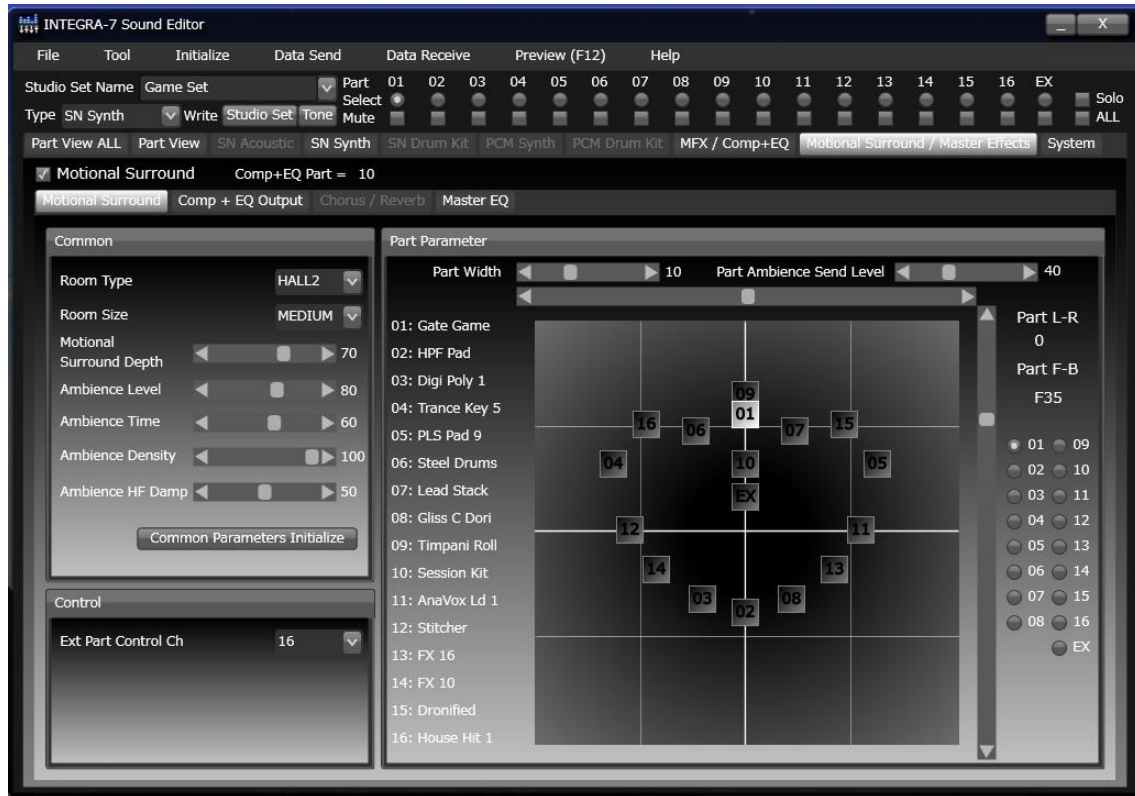 INTEGRA-7 Sound Editor
_ X
File Tool Initialize Data Send Data Receive Preview (F12) Help
Studio Set Name Game Set Part Select 01 02 03 04 05 06 07 08 09 10 11 12 13 14 15 16 EX Solo
Type SN Synth Write Studio Set Tone Mute ALL
Part View ALL Part View SN Acoustic SN Synth SN Drum Kit PCM Synth PCM Drum Kit MFX / Comp+EQ Motional Surround / Master Effects System
Motional Surround Comp+EQ Part = 10
Motional Surround Comp + EQ Output Chorus / Reverb Master EQ
Common
Room Type HALL2
Room Size MEDIUM
Motional
Surround Depth 70
Ambience Level 80
Ambience Time 60
Ambience Density 100
Ambience HF Damp 50
Common Parameters Initialize
Control
Ext Part Control Ch 16
Part Parameter
Part Width 10 Part Ambience Send Level 40
01: Gate Game
02: HPF Pad
03: Digi Poly 1
04: Trance Key 5
05: PLS Pad 9
06: Steel Drums
07: Lead Stack
08: Gliss C Dori
09: Timpani Roll
10: Session Kit
11: AnaVox Ld 1
12: Stitcher
13: FX 16
14: FX 10
15: Dronified
16: House Hit 1
09
01
16 06 07 15
04 10 05
EX
12 11
14 13
03 02 08
Part L-R
0
Part F-B
F35
01 09
02 10
03 11
04 12
05 13
06 14
07 15
08 16
EX